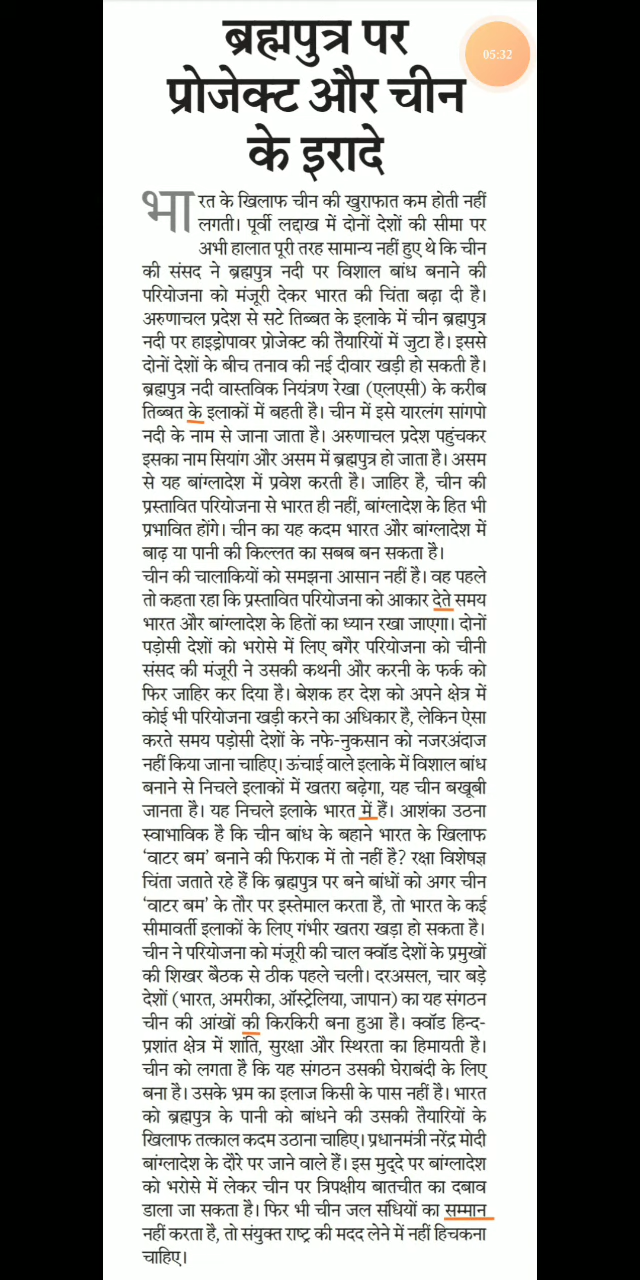 ब्रह्मपुत्र पर
05:32
प्रोजेक्ट और चीन
के इरादे
भारत के खिलाफ चीन की खुराफात कम होती नहीं
लगती। पूर्वी लद्दाख में दोनों देशों की सीमा पर
अभी हालात पूरी तरह सामान्य नहीं हुए थे कि चीन
की संसद ने ब्रह्मपुत्र नदी पर विशाल बांध बनाने की
परियोजना को मंजूरी देकर भारत की चिंता बढ़ा दी है।
अरुणाचल प्रदेश से सटे तिब्बत के इलाके में चीन ब्रह्मपुत्र
नदी पर हाइड्रोपावर प्रोजेक्ट की तैयारियों में जुटा है। इससे
दोनों देशों के बीच तनाव की नई दीवार खड़ी हो सकती है।
ब्रह्मपुत्र नदी वास्तविक नियंत्रण रेखा (एलएसी) के करीब
तिब्बत के इलाकों में बहती है। चीन में इसे यारलंग सांगपो
नदी के नाम से जाना जाता है। अरुणाचल प्रदेश पहुंचकर
इसका नाम सियांग और असम में ब्रह्मपुत्र हो जाता है। असम
से यह बांग्लादेश में प्रवेश करती है। जाहिर है, चीन की
प्रस्तावित परियोजना से भारत ही नहीं, बांग्लादेश के हित भी
प्रभावित होंगे। चीन का यह कदम भारत और बांग्लादेश में
बाढ़ या पानी की किल्लत का सबब बन सकता है।
चीन की चालाकियों को समझना आसान नहीं है। वह पहले
तो कहता रहा कि प्रस्तावित परियोजना को आकार देते समय
भारत और बांग्लादेश के हितों का ध्यान रखा जाएगा। दोनों
पड़ोसी देशों को भरोसे में लिए बगैर परियोजना को चीनी
संसद की मंजूरी ने उसकी कथनी और करनी के फर्क को
फिर जाहिर कर दिया है। बेशक हर देश को अपने क्षेत्र में
कोई भी परियोजना खड़ी करने का अधिकार है, लेकिन ऐसा
करते समय पड़ोसी देशों के नफे-नुकसान को नजरअंदाज
नहीं किया जाना चाहिए। ऊंचाई वाले इलाके में विशाल बांध
बनाने से निचले इलाकों में खतरा बढ़ेगा, यह चीन बखूबी
जानता है। यह निचले इलाके भारत में हैं। आशंका उठना
स्वाभाविक है कि चीन बांध के बहाने भारत के खिलाफ
'वाटर बम' बनाने की फिराक में तो नहीं है? रक्षा विशेषज्ञ
चिंता जताते रहे हैं कि ब्रह्मपुत्र पर बने बांधों को अगर चीन
'वाटर बम' के तौर पर इस्तेमाल करता है, तो भारत के कई
सीमावर्ती इलाकों के लिए गंभीर खतरा खड़ा हो सकता है।
चीन ने परियोजना को मंजूरी की चाल क्वॉड देशों के प्रमुखों
की शिखर बैठक से ठीक पहले चली। दरअसल, चार बड़े
देशों (भारत, अमरीका, ऑस्ट्रेलिया, जापान) का यह संगठन
चीन की आंखों की किरकिरी बना हुआ है। क्वॉड हिन्द-
प्रशांत क्षेत्र में शांति, सुरक्षा और स्थिरता का हिमायती है।
चीन को लगता है कि यह संगठन उसकी घेराबंदी के लिए
बना है। उसके भ्रम का इलाज किसी के पास नहीं है। भारत
को ब्रह्मपुत्र के पानी को बांधने की उसकी तैयारियों के
खिलाफ तत्काल कदम उठाना चाहिए। प्रधानमंत्री नरेंद्र मोदी
बांग्लादेश के दौरे पर जाने वाले हैं। इस मुद्दे पर बांग्लादेश
को भरोसे में लेकर चीन पर त्रिपक्षीय बातचीत का दबाव
डाला जा सकता है। फिर भी चीन जल संधियों का सम्मान
नहीं करता है, तो संयुक्त राष्ट्र की मदद लेने में नहीं हिचकना
चाहिए।